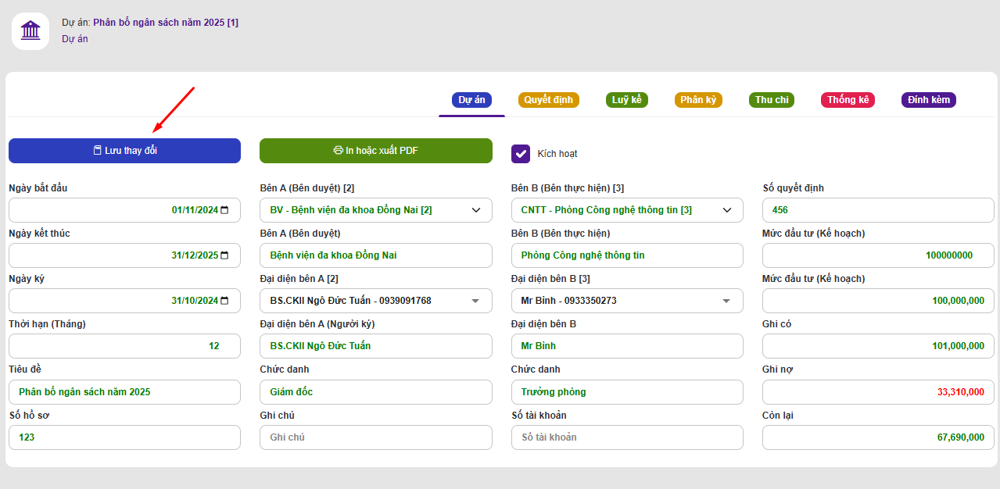 Dự án: Phân bổ ngân sách năm 2025 [1]
Dự án
Dự án Quyết định Luỹ kế Phân kỳ Thu chi Thống kê Đính kèm
Lưu thay đổi In hoặc xuất PDF Kích hoạt
Ngày bắt đầu Bên A (Bên duyệt) [2] Bên B (Bên thực hiện) [3] Số quyết định
01/11/2024 BV - Bệnh viện đa khoa Đồng Nai [2] CNTT - Phòng Công nghệ thông tin [3] 456
Ngày kết thúc Bên A (Bên duyệt) Bên B (Bên thực hiện) Mức đầu tư (Kế hoạch)
31/12/2025 Bệnh viện đa khoa Đồng Nai Phòng Công nghệ thông tin 100000000
Ngày ký Đại diện bên A [2] Đại diện bên B [3] Mức đầu tư (Kế hoạch)
31/10/2024 BS.CKII Ngô Đức Tuấn - 0939091768 Mr Bình - 0933350273 100,000,000
Thời hạn (Tháng) Đại diện bên A (Người ký) Đại diện bên B Ghi có
12 BS.CKII Ngô Đức Tuấn Mr Bình 101,000,000
Tiêu đề Chức danh Chức danh Ghi nợ
Phân bổ ngân sách năm 2025 Giám đốc Trưởng phòng 33,310,000
Số hồ sơ Ghi chú Số tài khoản Còn lại
123 Ghi chú Số tài khoản 67,690,000